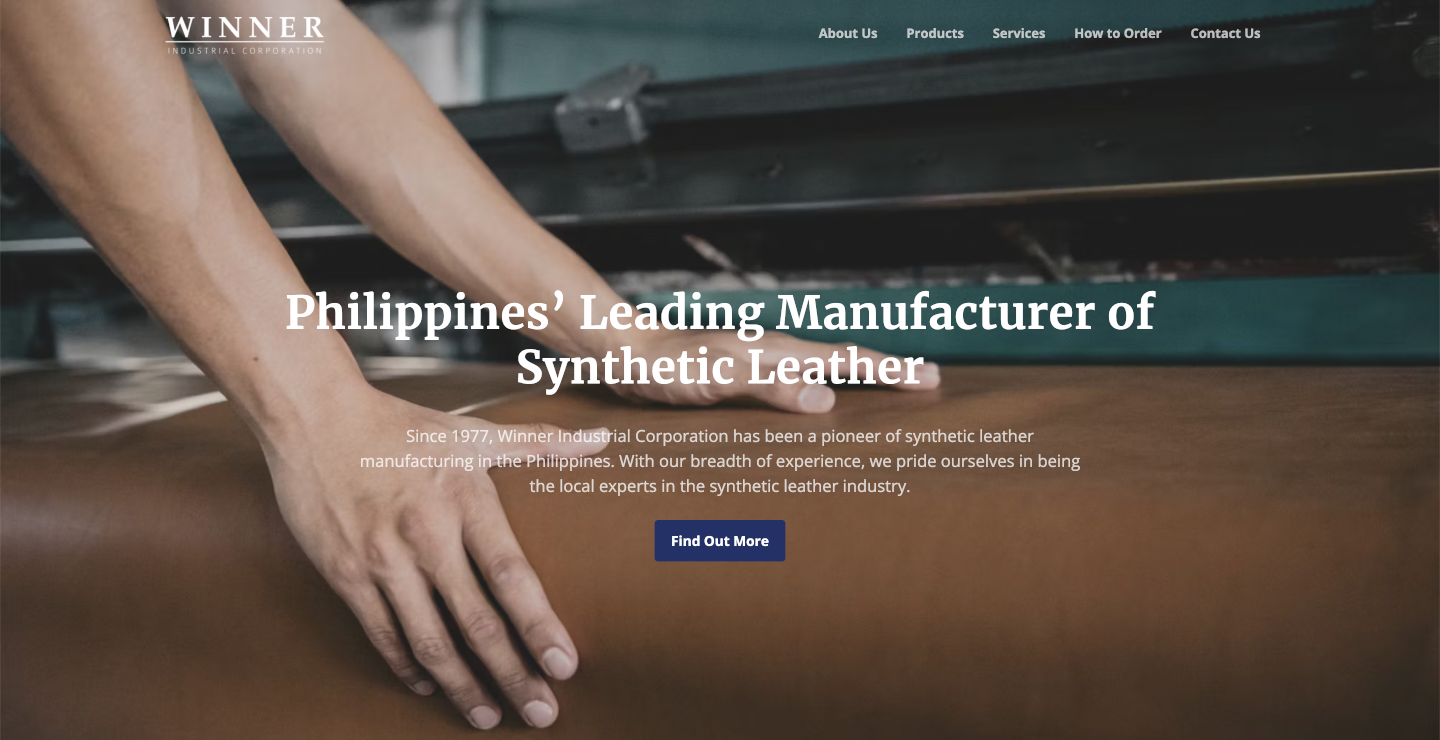 WINNER
INDUSTRIAL CORPORATION
About Us Products Services How to Order Contact Us
Philippines’ Leading Manufacturer of
Synthetic Leather
Since 1977, Winner Industrial Corporation has been a pioneer of synthetic leather
manufacturing in the Philippines. With our breadth of experience, we pride ourselves in being
the local experts in the synthetic leather industry.
Find Out More